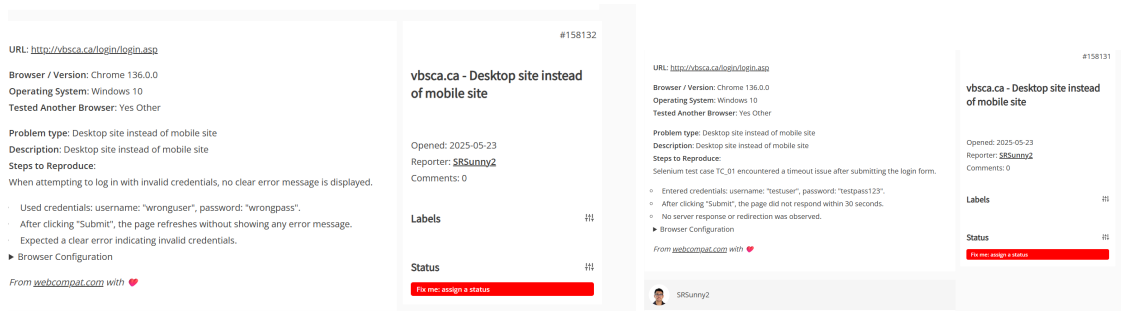 #158132
URL: http://vbsca.ca/login/login.asp
Browser / Version: Chrome 136.0.0
Operating System: Windows 10
Tested Another Browser: Yes Other
Problem type: Desktop site instead of mobile site
Description: Desktop site instead of mobile site
Steps to Reproduce:
When attempting to log in with invalid credentials, no clear error message is displayed.
Used credentials: username: "wronguser", password: "wrongpass".
After clicking "Submit", the page refreshes without showing any error message.
Expected a clear error indicating invalid credentials.
Browser Configuration
From webcompat.com with
vbsca.ca - Desktop site instead
of mobile site
Opened: 2025-05-23
Reporter: SRSunny2
Comments: 0
Labels
Status
Fix me: assign a status
#158131
URL: http://vbsca.ca/login/login.asp
Browser / Version: Chrome 136.0.0
Operating System: Windows 10
Tested Another Browser: Yes Other
Problem type: Desktop site instead of mobile site
Description: Desktop site instead of mobile site
Steps to Reproduce:
Selenium test case TC_01 encountered a timeout issue after submitting the login form.
Entered credentials: username: "testuser", password: "testpass123".
After clicking "Submit", the page did not respond within 30 seconds.
No server response or redirection was observed.
Browser Configuration
From webcompat.com with
SRSunny2
vbsca.ca - Desktop site instead
of mobile site
Opened: 2025-05-23
Reporter: SRSunny2
Comments: 0
Labels
Status
Fix me: assign a status